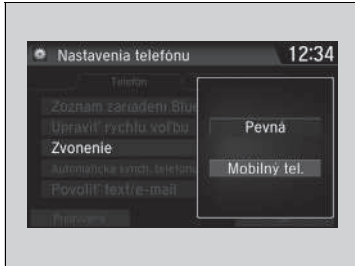 Nastavenia telefónu 12:34
Telefón
Zoznam zariadení Blue
Upraviť rýchlu voľbu
Pevná
Zvonenie
Mobilný tel.
Automatická synch. telefónu
Povoliť text/e-mail